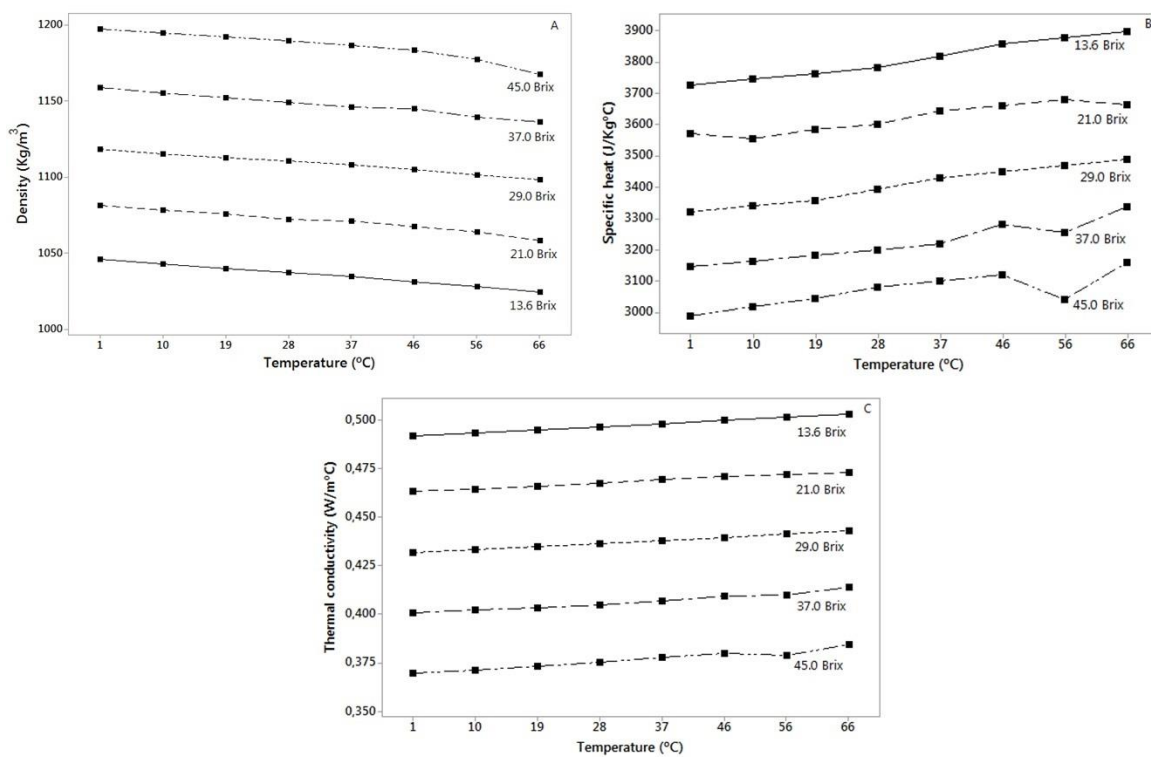 A
1200
1150
1100
1050
1000
Density (Kg/m³)
45.0 Brix
37.0 Brix
29.0 Brix
21.0 Brix
13.6 Brix
1 10 19 28 37 46 56 66
Temperature (ºC)
B
3900
3800
3700
3600
3500
3400
3300
3200
3100
3000
Specific heat (J/KgºC)
13.6 Brix
21.0 Brix
29.0 Brix
37.0 Brix
45.0 Brix
1 10 19 28 37 46 56 66
Temperature (ºC)
C
0,500
0,475
0,450
0,425
0,400
0,375
0,350
Thermal conductivity (W/mºC)
13.6 Brix
21.0 Brix
29.0 Brix
37.0 Brix
45.0 Brix
1 10 19 28 37 46 56 66
Temperature (ºC)